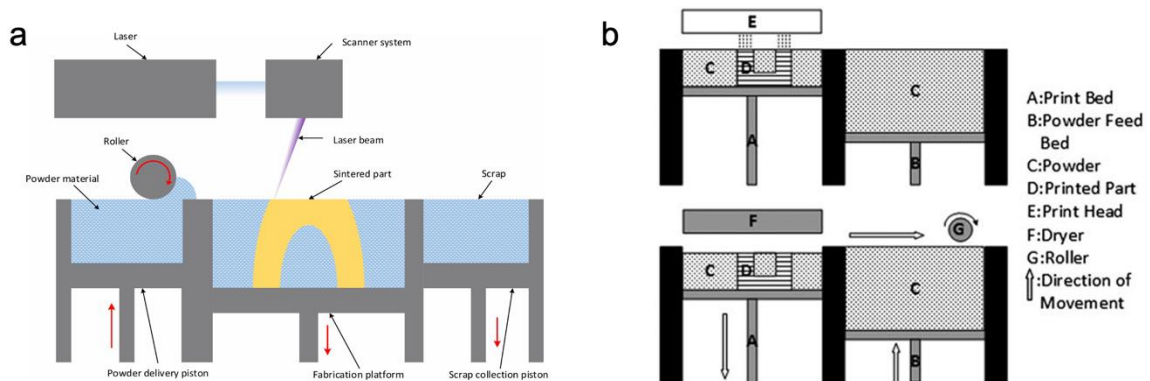 a
Laser
Scanner system
Roller
Laser beam
Powder material
Sintered part
Scrap
Powder delivery piston
Fabrication platform
Scrap collection piston
b
E
C
D
C
A
B
F
G
C
D
C
A
B
A:Print Bed
B:Powder Feed
Bed
C:Powder
D:Printed Part
E:Print Head
F:Dryer
G:Roller
:Direction of
Movement